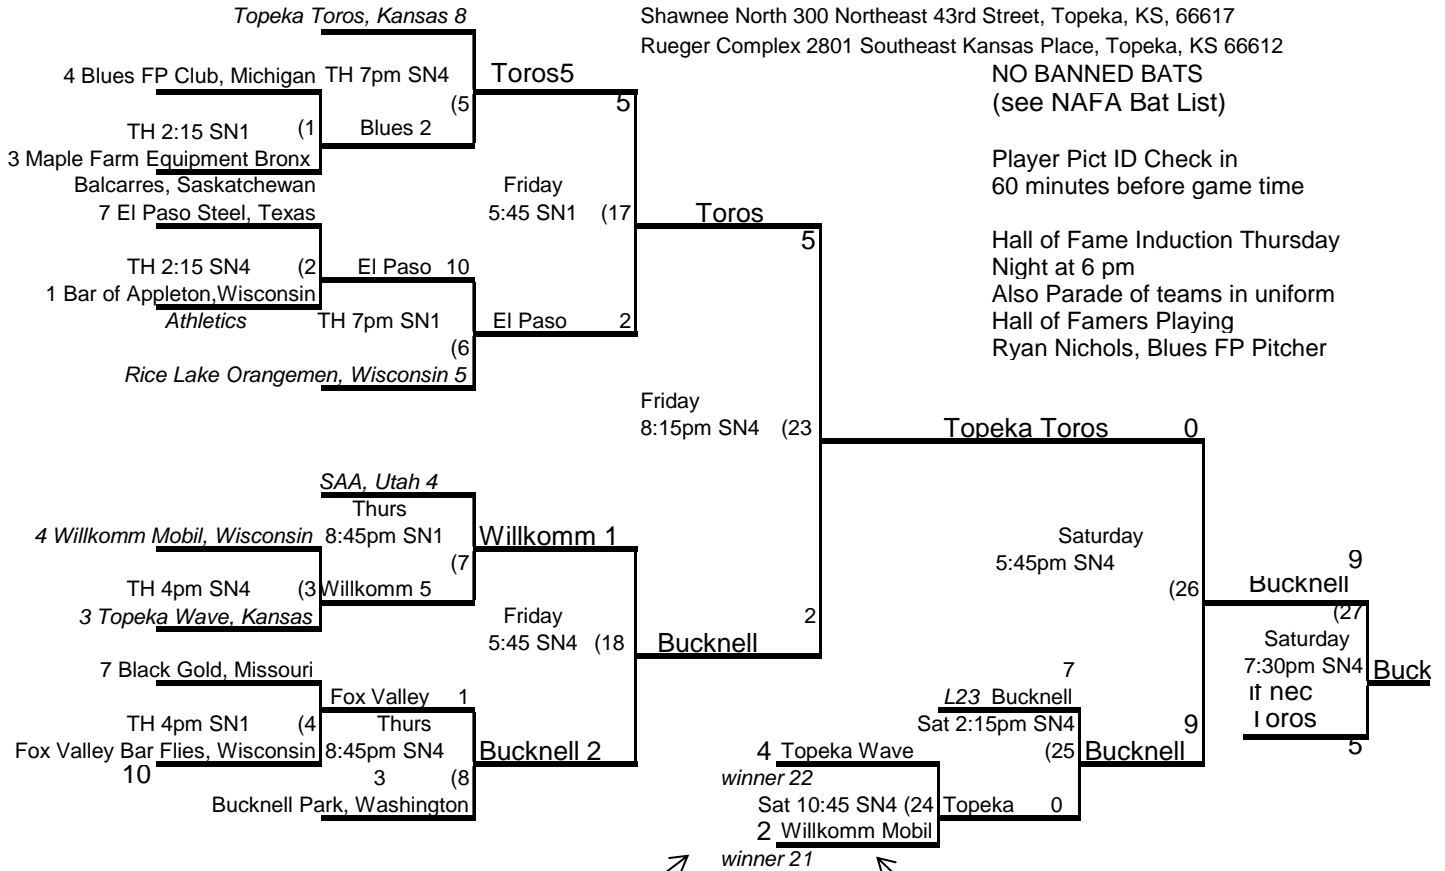 Topeka Toros, Kansas 8
Shawnee North 300 Northeast 43rd Street, Topeka, KS, 66617
Rueger Complex 2801 Southeast Kansas Place, Topeka, KS 66612
4 Blues FP Club, Michigan
TH 7pm SN4
Toros5
NO BANNED BATS
(5
5
(see NAFA Bat List)
TH 2:15 SN1
(1
Blues 2
3 Maple Farm Equipment Bronx
Player Pict ID Check in
Balcarres, Saskatchewan
Friday
60 minutes before game time
7 El Paso Steel, Texas
5:45 SN1
(17
Toros
5
Hall of Fame Induction Thursday
TH 2:15 SN4
(2
El Paso 10
Night at 6 pm
1 Bar of Appleton,Wisconsin
Also Parade of teams in uniform
Athletics
TH 7pm SN1
El Paso
2
Hall of Famers Playing
(6
Ryan Nichols, Blues FP Pitcher
Rice Lake Orangemen, Wisconsin 5
Friday
8:15pm SN4
(23
Topeka Toros
0
SAA, Utah 4
Thurs
4 Willkomm Mobil, Wisconsin
8:45pm SN1
Willkomm 1
Saturday
(7
5:45pm SN4
9
TH 4pm SN4
(3
Willkomm 5
(26
Bucknell
3 Topeka Wave, Kansas
Friday
2
(27
5:45 SN4
(18
Bucknell
Saturday
7 Black Gold, Missouri
7
7:30pm SN4
Buck
Fox Valley
1
L23 Bucknell
if nec
TH 4pm SN1
(4
Thurs
Sat 2:15pm SN4
9
Toros
Fox Valley Bar Flies, Wisconsin
8:45pm SN4
Bucknell 2
4 Topeka Wave
(25
Bucknell
5
10
3
(8
winner 22
Bucknell Park, Washington
Sat 10:45 SN4
(24
Topeka
0
2 Willkomm Mobil
winner 21